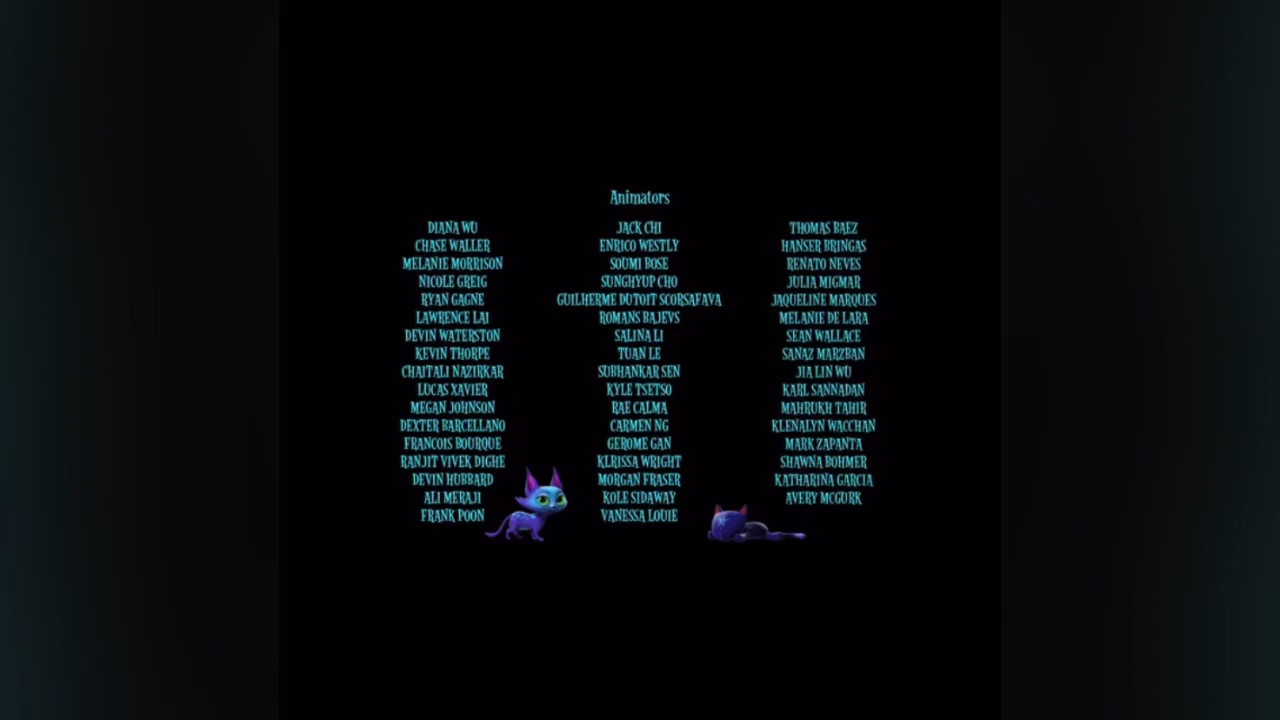 Animators
DIANA WU
CHASE WALLER
MELANIE MORRISON
NICOLE GREIG
RYAN GAGNE
LAWRENCE LAI
DEVIN WATERSTON
KEVIN THORPE
CHAITALI NAZIRKAR
LUCAS XAVIER
MEGAN JOHNSON
DEXTER BARCELLANO
FRANCOIS BOURQUE
RANJIT VIVEK DIGHE
DEVIN HUBBARD
ALI MERAJI
FRANK POON
JACK CHI
ENRICO WESTLY
SOUMI BOSE
SUNGHYUP CHO
GUILHERME DUTOIT SCORSAFAVA
ROMANS BAJEVS
SALINA LI
TUAN LE
SUBHANKAR SEN
KYLE TSETSO
RAE CALMA
CARMEN NG
GEROME GAN
KLRISSA WRIGHT
MORGAN FRASER
KOLE SIDAWAY
VANESSA LOUIE
THOMAS BAEZ
HANSER BRINGAS
RENATO NEVES
JULIA MIGMAR
JAQUELINE MARQUES
MELANIE DE LARA
SEAN WALLACE
SANAZ MARZBAN
JIA LIN WU
KARL SANNADAN
MAHRUKH TAHIR
KLENALYN WACCHAN
MARK ZAPANTA
SHAWNA BOHMER
KATHARINA GARCIA
AVERY MCGURK